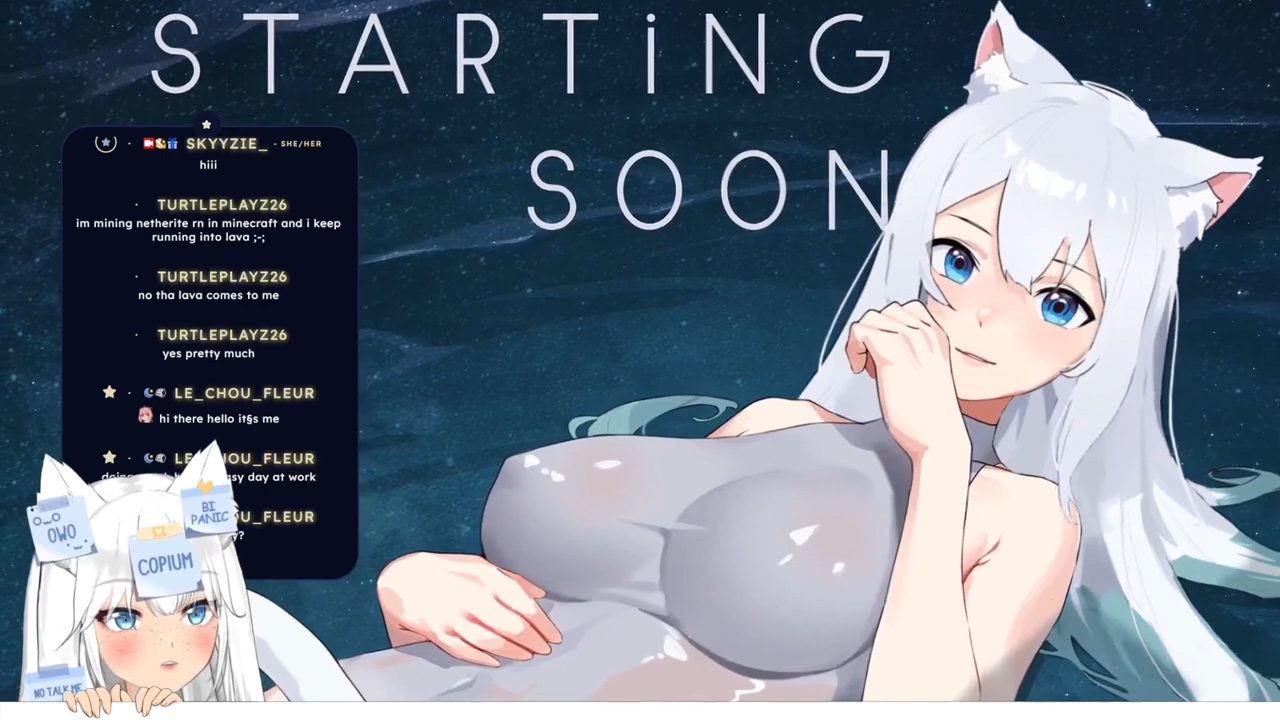 STARTiNG
SOON
SKYYZIE_ - SHE/HER
hiii
TURTLEPLAYZ26
im mining netherite rn in minecraft and i keep
running into lava ;-;
TURTLEPLAYZ26
no tha lava comes to me
TURTLEPLAYZ26
yes pretty much
LE_CHOU_FLEUR
hi there hello it§s me
LE_CHOU_FLEUR
day at work
OWO
BI
PANIC
COPIUM
NO TALK ME